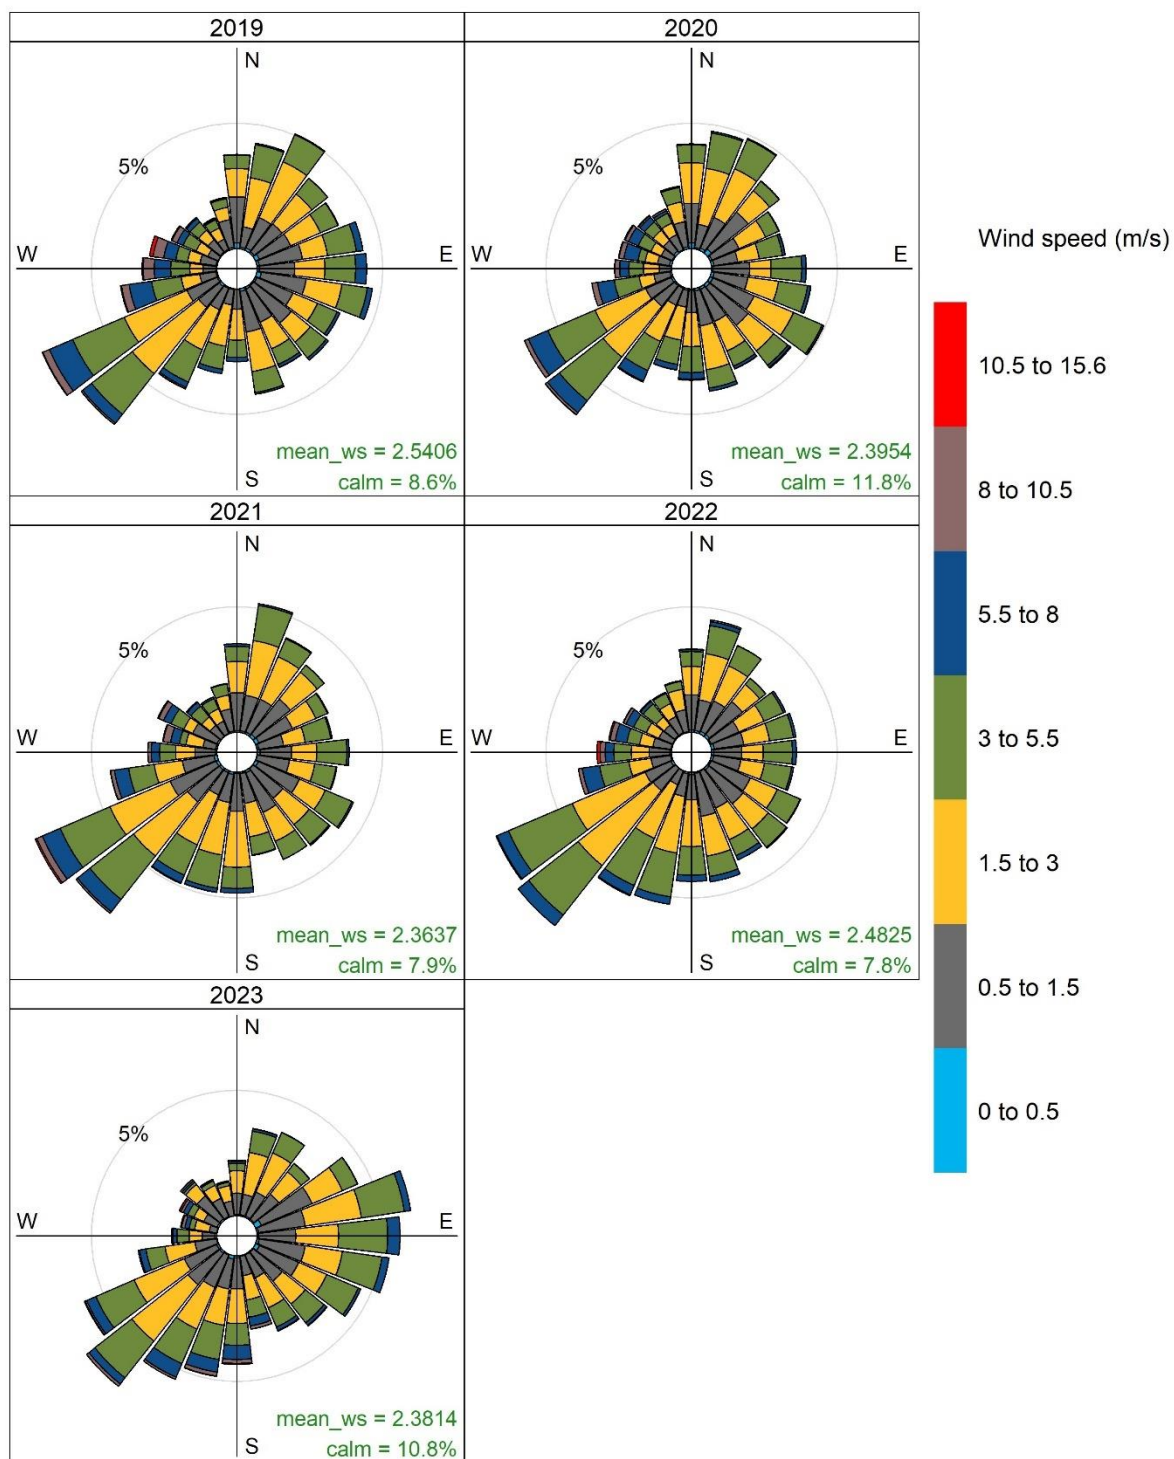 2019
N
5%
W
E
S
mean_ws = 2.5406
calm = 8.6%
2020
N
5%
W
E
S
mean_ws = 2.3954
calm = 11.8%
2021
N
5%
W
E
S
mean_ws = 2.3637
calm = 7.9%
2022
N
5%
W
E
S
mean_ws = 2.4825
calm = 7.8%
2023
N
5%
W
E
S
mean_ws = 2.3814
calm = 10.8%
Wind speed (m/s)
10.5 to 15.6
8 to 10.5
5.5 to 8
3 to 5.5
1.5 to 3
0.5 to 1.5
0 to 0.5